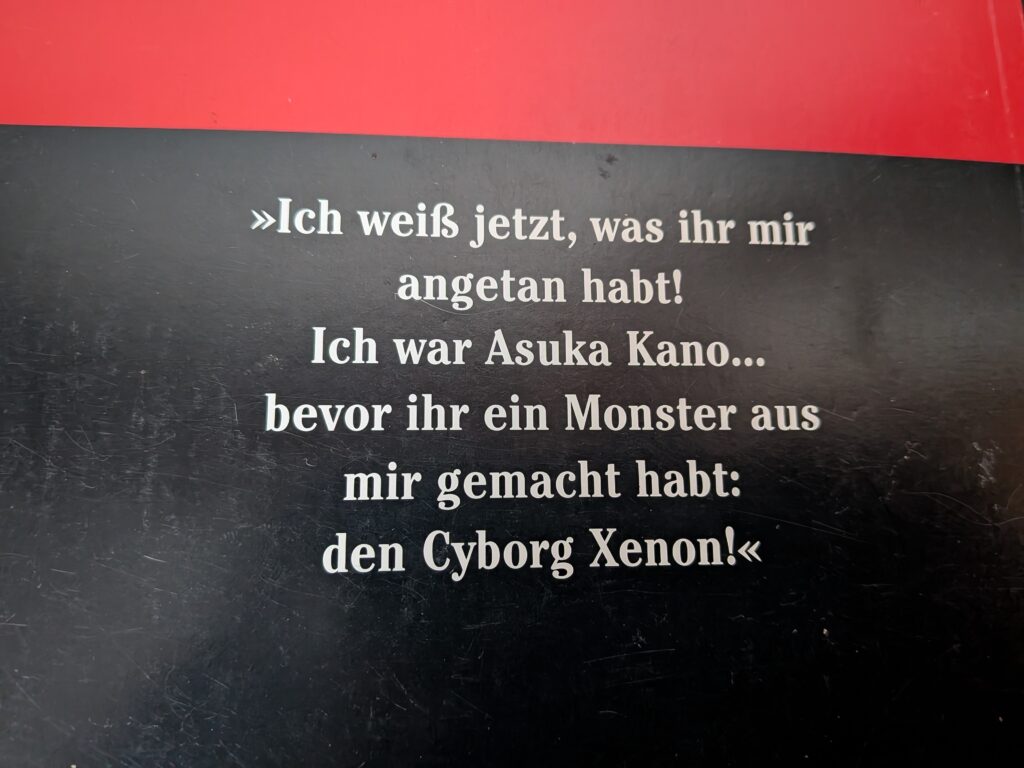 »Ich weiß jetzt, was ihr mir
angetan habt!
Ich war Asuka Kano...
bevor ihr ein Monster aus
mir gemacht habt:
den Cyborg Xenon!«